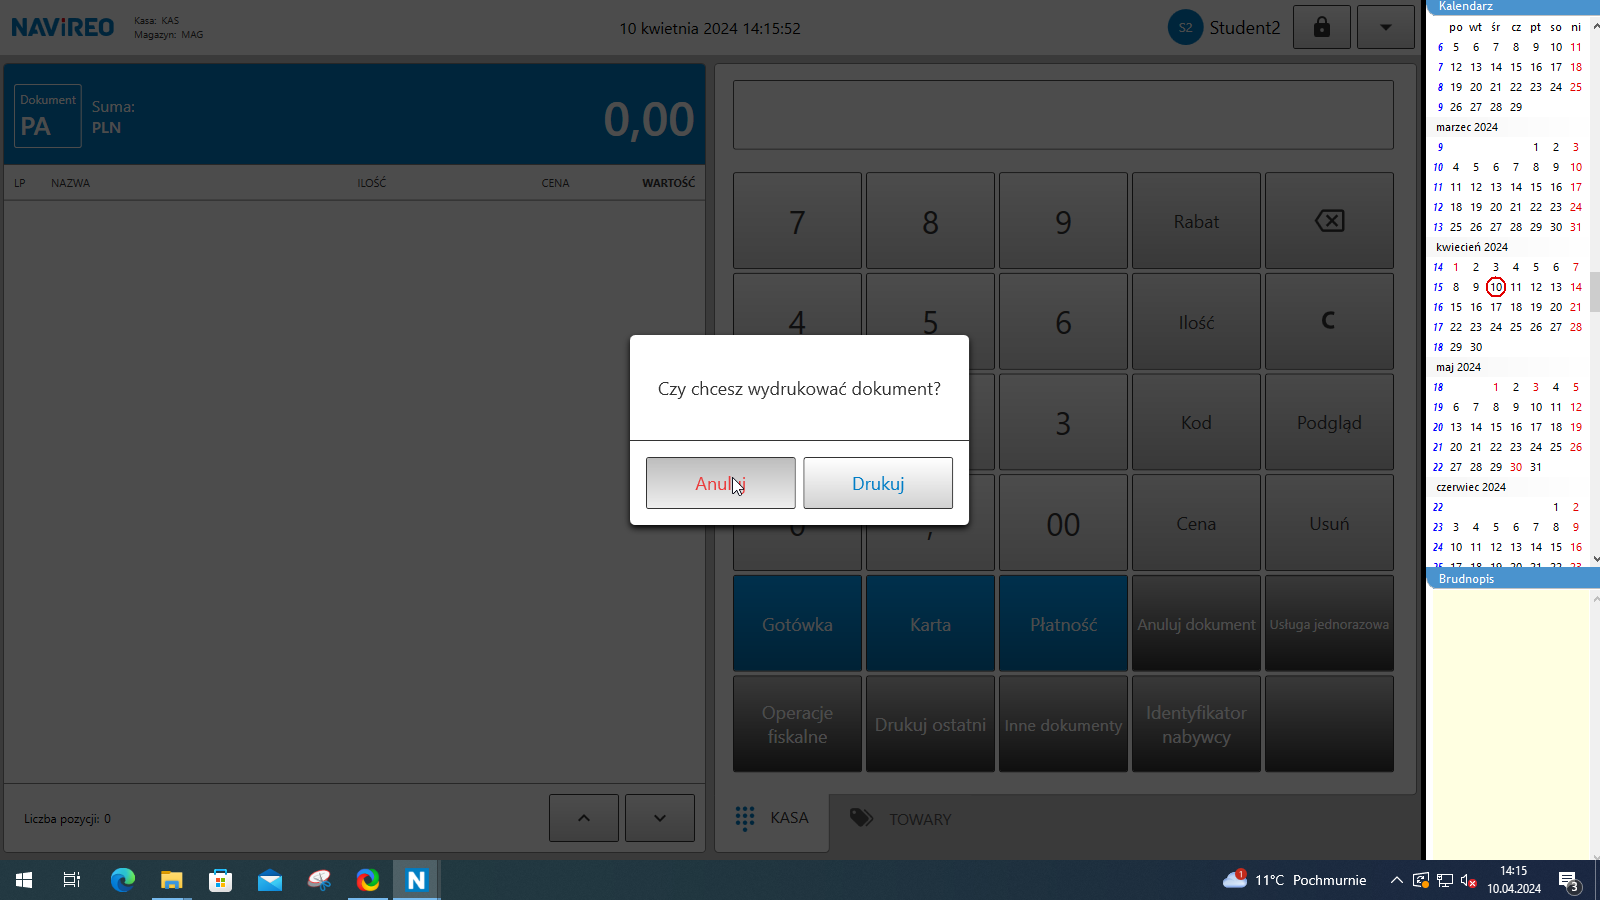 NAViREO
Kasa: KAS
Magazyn: MAG
10 kwietnia 2024 14:15:52
S2 Student2
Dokument
PA
Suma:
PLN
0,00
LP NAZWA ILOŚĆ CENA WARTOŚĆ
7 8 9 Rabat
4 5 6 Ilość C
3 Kod Podgląd
00 Cena Usuń
Czy chcesz wydrukować dokument?
Anuluj Drukuj
Gotówka Karta Płatność Anuluj dokument Usługa jednorazowa
Operacje fiskalne Drukuj ostatni Inne dokumenty Identyfikator nabywcy
Liczba pozycji: 0
KASA TOWARY
Kalendarz
po wt śr cz pt so ni
6 5 6 7 8 9 10 11
7 12 13 14 15 16 17 18
8 19 20 21 22 23 24 25
9 26 27 28 29
marzec 2024
9 1 2 3
10 4 5 6 7 8 9 10
11 11 12 13 14 15 16 17
12 18 19 20 21 22 23 24
13 25 26 27 28 29 30 31
kwiecień 2024
14 1 2 3 4 5 6 7
15 8 9 10 11 12 13 14
16 15 16 17 18 19 20 21
17 22 23 24 25 26 27 28
18 29 30
maj 2024
18 1 2 3 4 5
19 6 7 8 9 10 11 12
20 13 14 15 16 17 18 19
21 20 21 22 23 24 25 26
22 27 28 29 30 31
czerwiec 2024
22 1 2
23 3 4 5 6 7 8 9
24 10 11 12 13 14 15 16
Brudnopis
1 11°C Pochmurnie
14:15
10.04.2024
3